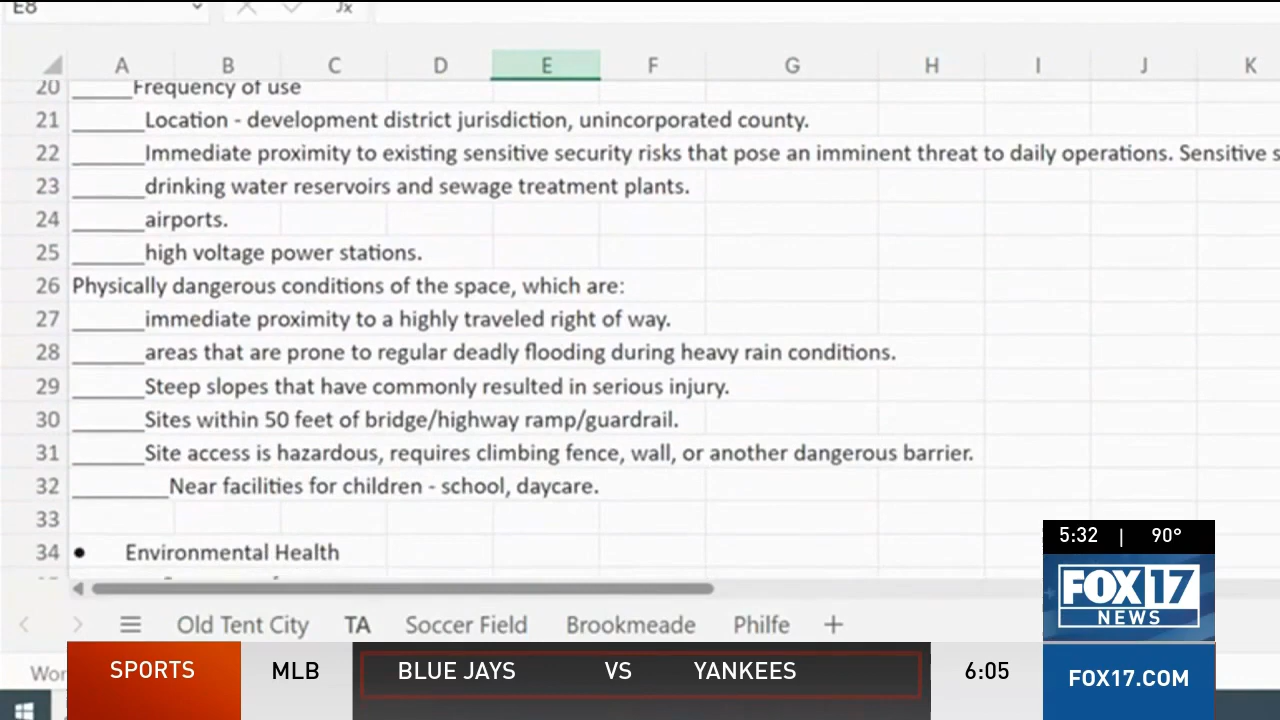 E8
A B C D E F G H I J K
20 ______Frequency of use
21 _______Location - development district jurisdiction, unincorporated county.
22 _______Immediate proximity to existing sensitive security risks that pose an imminent threat to daily operations. Sensitive s
23 _______drinking water reservoirs and sewage treatment plants.
24 _______airports.
25 _______high voltage power stations.
26 Physically dangerous conditions of the space, which are:
27 _______immediate proximity to a highly traveled right of way.
28 _______areas that are prone to regular deadly flooding during heavy rain conditions.
29 _______Steep slopes that have commonly resulted in serious injury.
30 _______Sites within 50 feet of bridge/highway ramp/guardrail.
31 _______Site access is hazardous, requires climbing fence, wall, or another dangerous barrier.
32 _________Near facilities for children - school, daycare.
33
34 ● Environmental Health
5:32 | 90°
FOX 17
NEWS
Old Tent City TA Soccer Field Brookmeade Philfe +
Wor
SPORTS MLB BLUE JAYS VS YANKEES 6:05 FOX17.COM